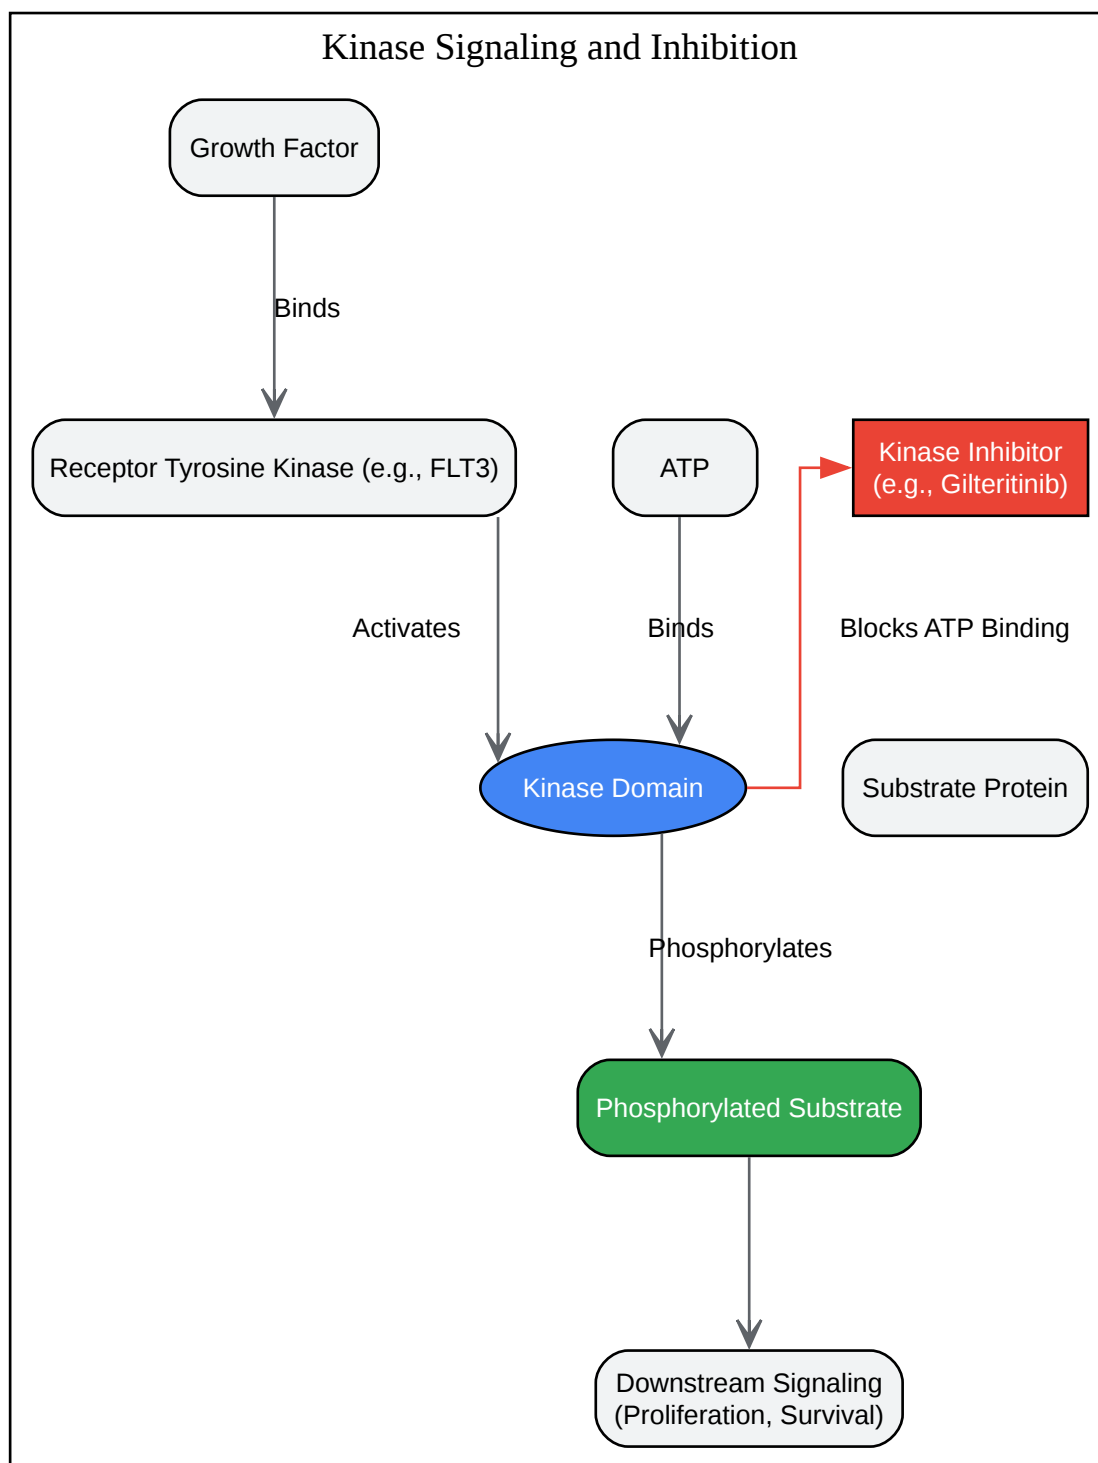 Kinase Signaling and Inhibition
Growth Factor
Binds
Receptor Tyrosine Kinase (e.g., FLT3)
ATP
Kinase Inhibitor
(e.g., Gilteritinib)
Activates
Binds
Blocks ATP Binding
Kinase Domain
Substrate Protein
Phosphorylates
Phosphorylated Substrate
Downstream Signaling
(Proliferation, Survival)